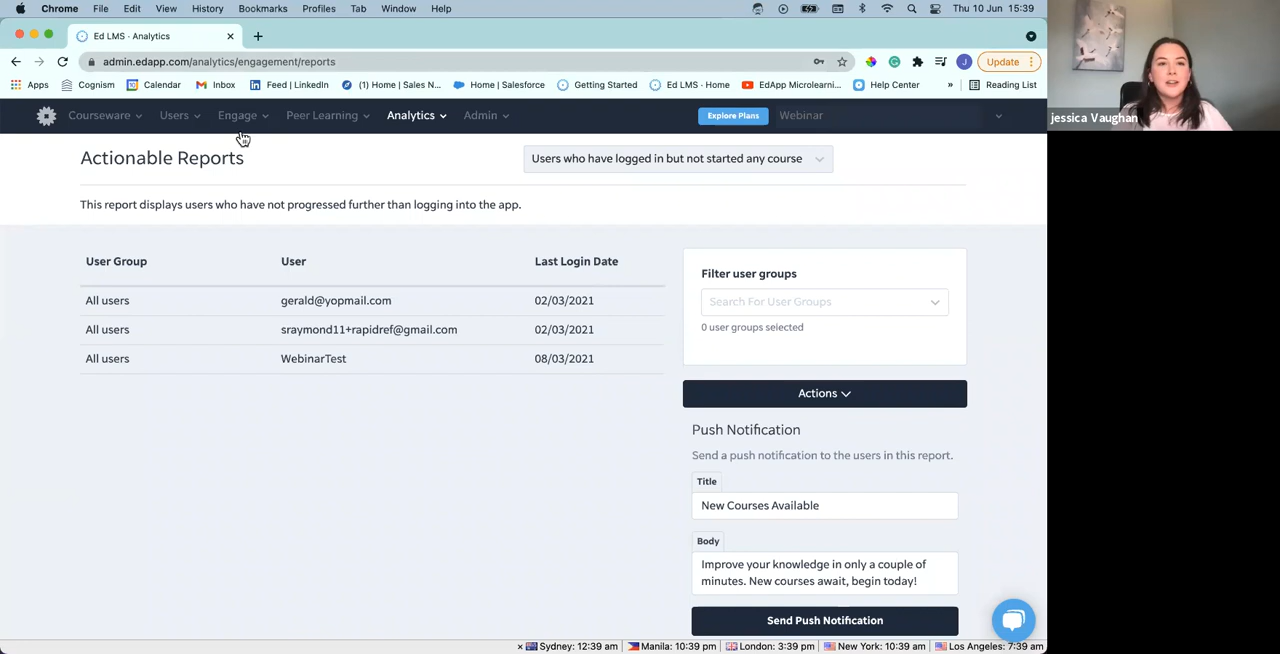 Chrome File Edit View History Bookmarks Profiles Tab Window Help Thu 10 Jun 15:39
Ed LMS · Analytics
admin.edapp.com/analytics/engagement/reports J Update
Apps Cognism Calendar Inbox Feed | LinkedIn (1) Home | Sales N... Home | Salesforce Getting Started Ed LMS - Home EdApp Microlearni... Help Center » Reading List
Courseware Users Engage Peer Learning Analytics Admin Explore Plans Webinar
jessica Vaughan
Actionable Reports Users who have logged in but not started any course
This report displays users who have not progressed further than logging into the app.
User Group User Last Login Date
All users gerald@yopmail.com 02/03/2021
All users sraymond11+rapidref@gmail.com 02/03/2021
All users WebinarTest 08/03/2021
Filter user groups
Search For User Groups
0 user groups selected
Actions
Push Notification
Send a push notification to the users in this report.
Title
New Courses Available
Body
Improve your knowledge in only a couple of
minutes. New courses await, begin today!
Send Push Notification
× Sydney: 12:39 am Manila: 10:39 pm London: 3:39 pm New York: 10:39 am Los Angeles: 7:39 am